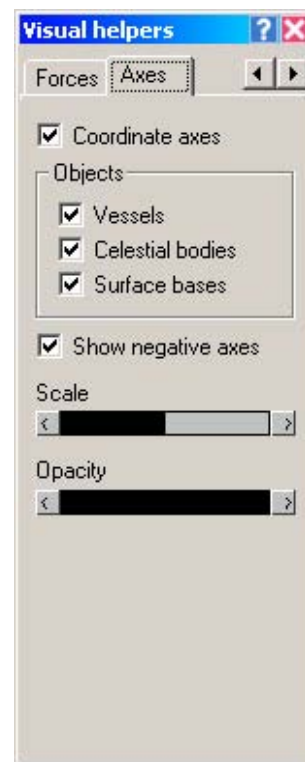 Visual helpers
Forces Axes
Coordinate axes
Objects
Vessels
Celestial bodies
Surface bases
Show negative axes
Scale
Opacity